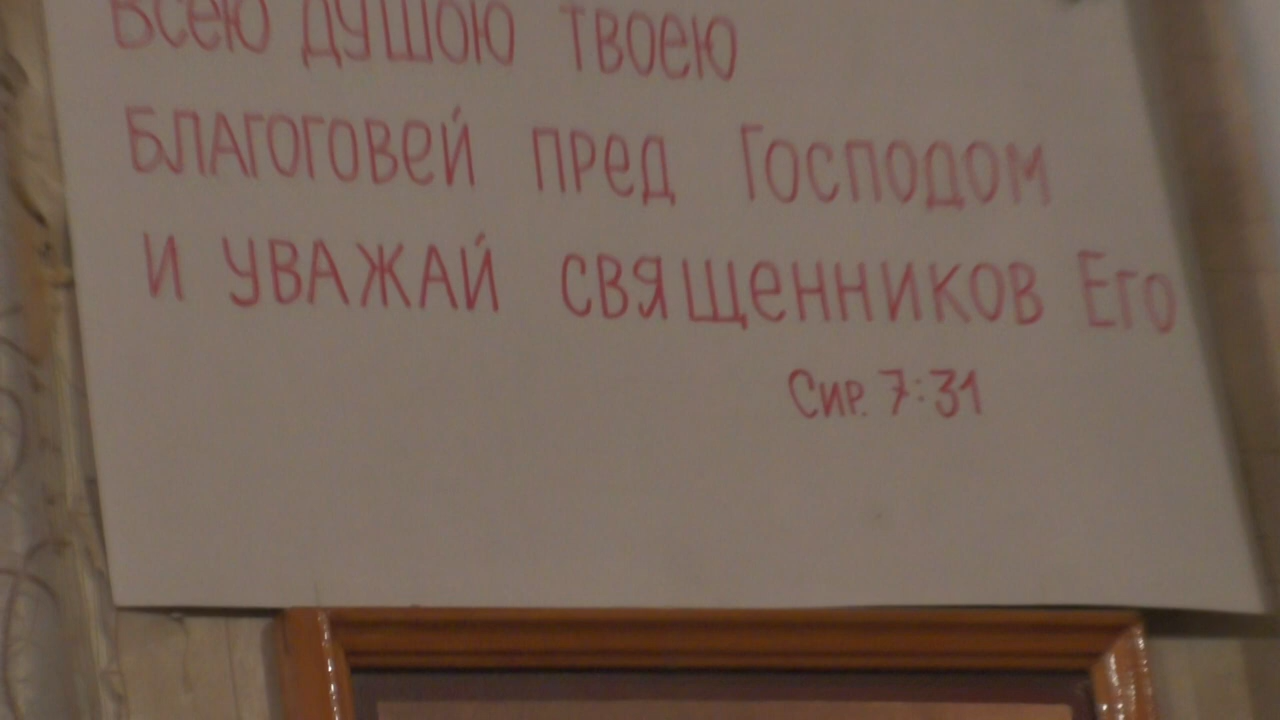 Всею душою твоею
Благоговей пред Господом
и уважай священников Его
Сир. 7:31